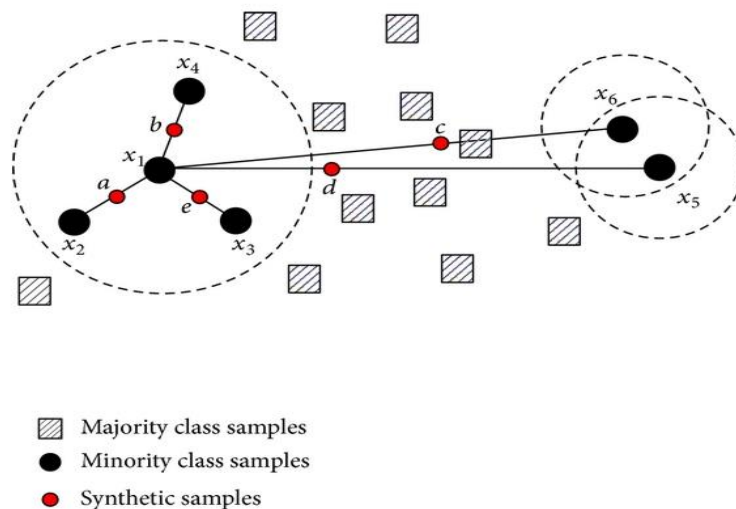 x4
b
x1
a
e
x2
x3
c
d
x6
x5
Majority class samples
Minority class samples
Synthetic samples